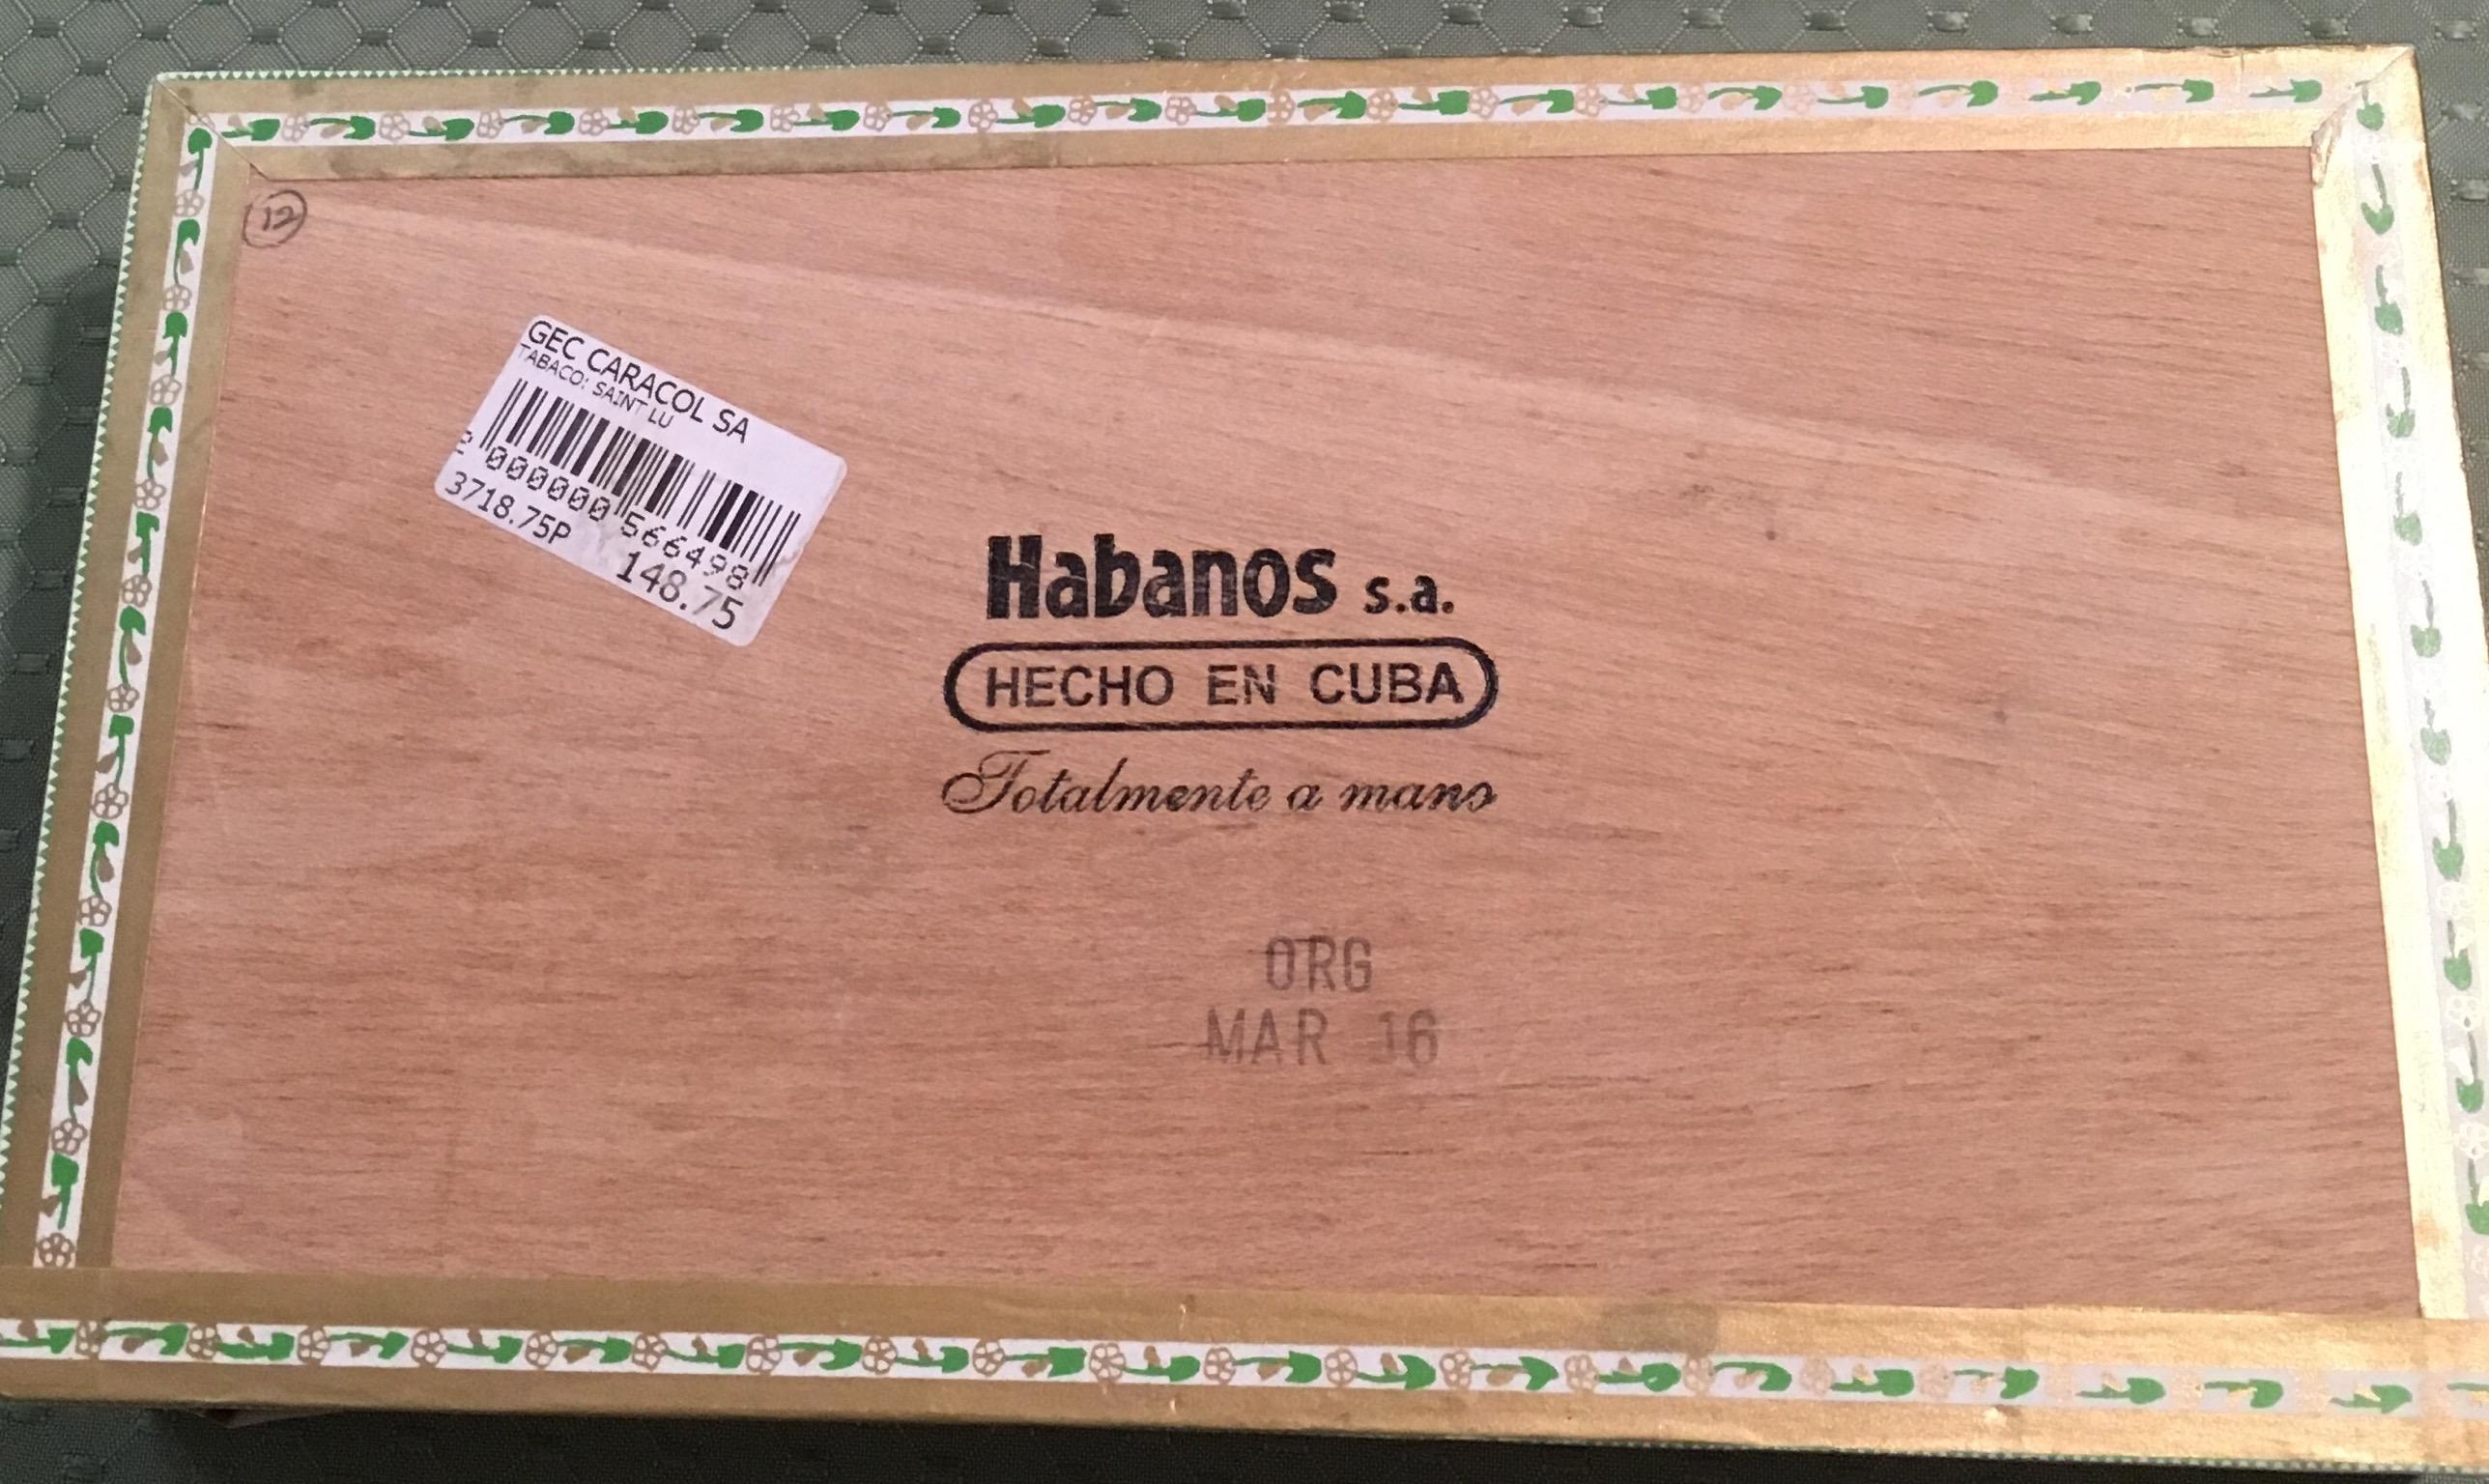 12
GEC CARACOL SA
TABACO: SAINT LU
2 000000 566498
3718.75P 148.75
Habanos s.a.
HECHO EN CUBA
Totalmente a mano
ORG
MAR 16